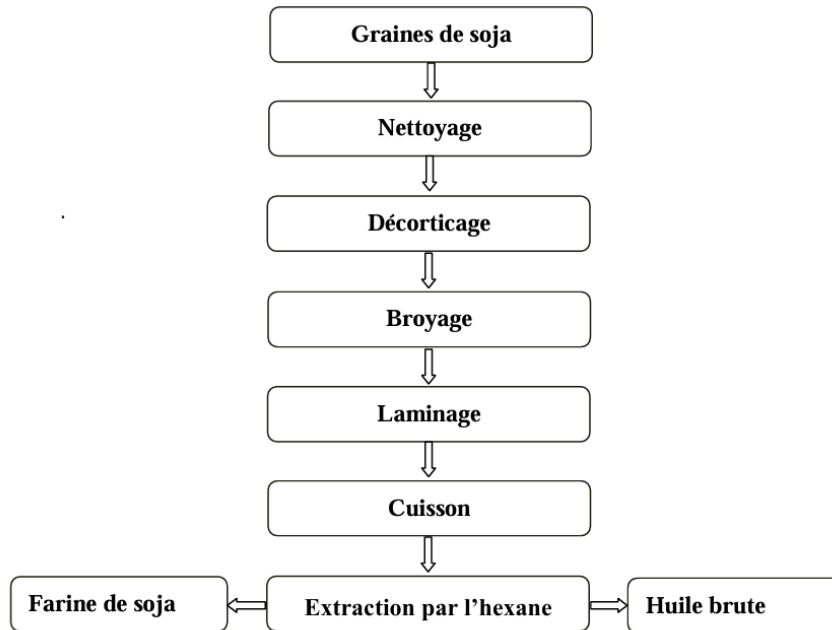 Graines de soja
Nettoyage
Décorticage
Broyage
Laminage
Cuisson
Farine de soja
Extraction par l'hexane
Huile brute